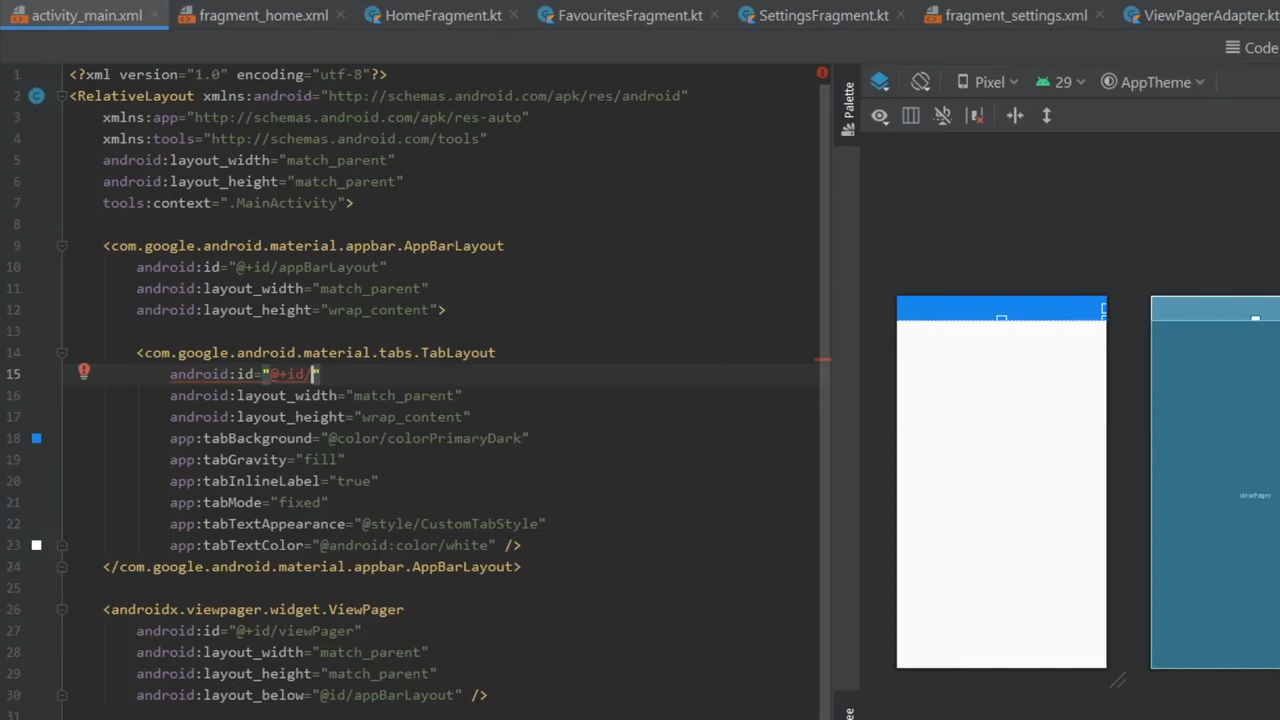 activity_main.xml fragment_home.xml HomeFragment.kt FavouritesFragment.kt SettingsFragment.kt fragment_settings.xml ViewPagerAdapter.kt
Code
1 <?xml version="1.0" encoding="utf-8"?>
2 <RelativeLayout xmlns:android="http://schemas.android.com/apk/res/android"
3 xmlns:app="http://schemas.android.com/apk/res-auto"
4 xmlns:tools="http://schemas.android.com/tools"
5 android:layout_width="match_parent"
6 android:layout_height="match_parent"
7 tools:context=".MainActivity">
8
9 <com.google.android.material.appbar.AppBarLayout
10 android:id="@+id/appBarLayout"
11 android:layout_width="match_parent"
12 android:layout_height="wrap_content">
13
14 <com.google.android.material.tabs.TabLayout
15 android:id="@+id/"
16 android:layout_width="match_parent"
17 android:layout_height="wrap_content"
18 app:tabBackground="@color/colorPrimaryDark"
19 app:tabGravity="fill"
20 app:tabInlineLabel="true"
21 app:tabMode="fixed"
22 app:tabTextAppearance="@style/CustomTabStyle"
23 app:tabTextColor="@android:color/white" />
24 </com.google.android.material.appbar.AppBarLayout>
25
26 <androidx.viewpager.widget.ViewPager
27 android:id="@+id/viewPager"
28 android:layout_width="match_parent"
29 android:layout_height="match_parent"
30 android:layout_below="@id/appBarLayout" />
31
Palette
Pixel 29 AppTheme
viewPager